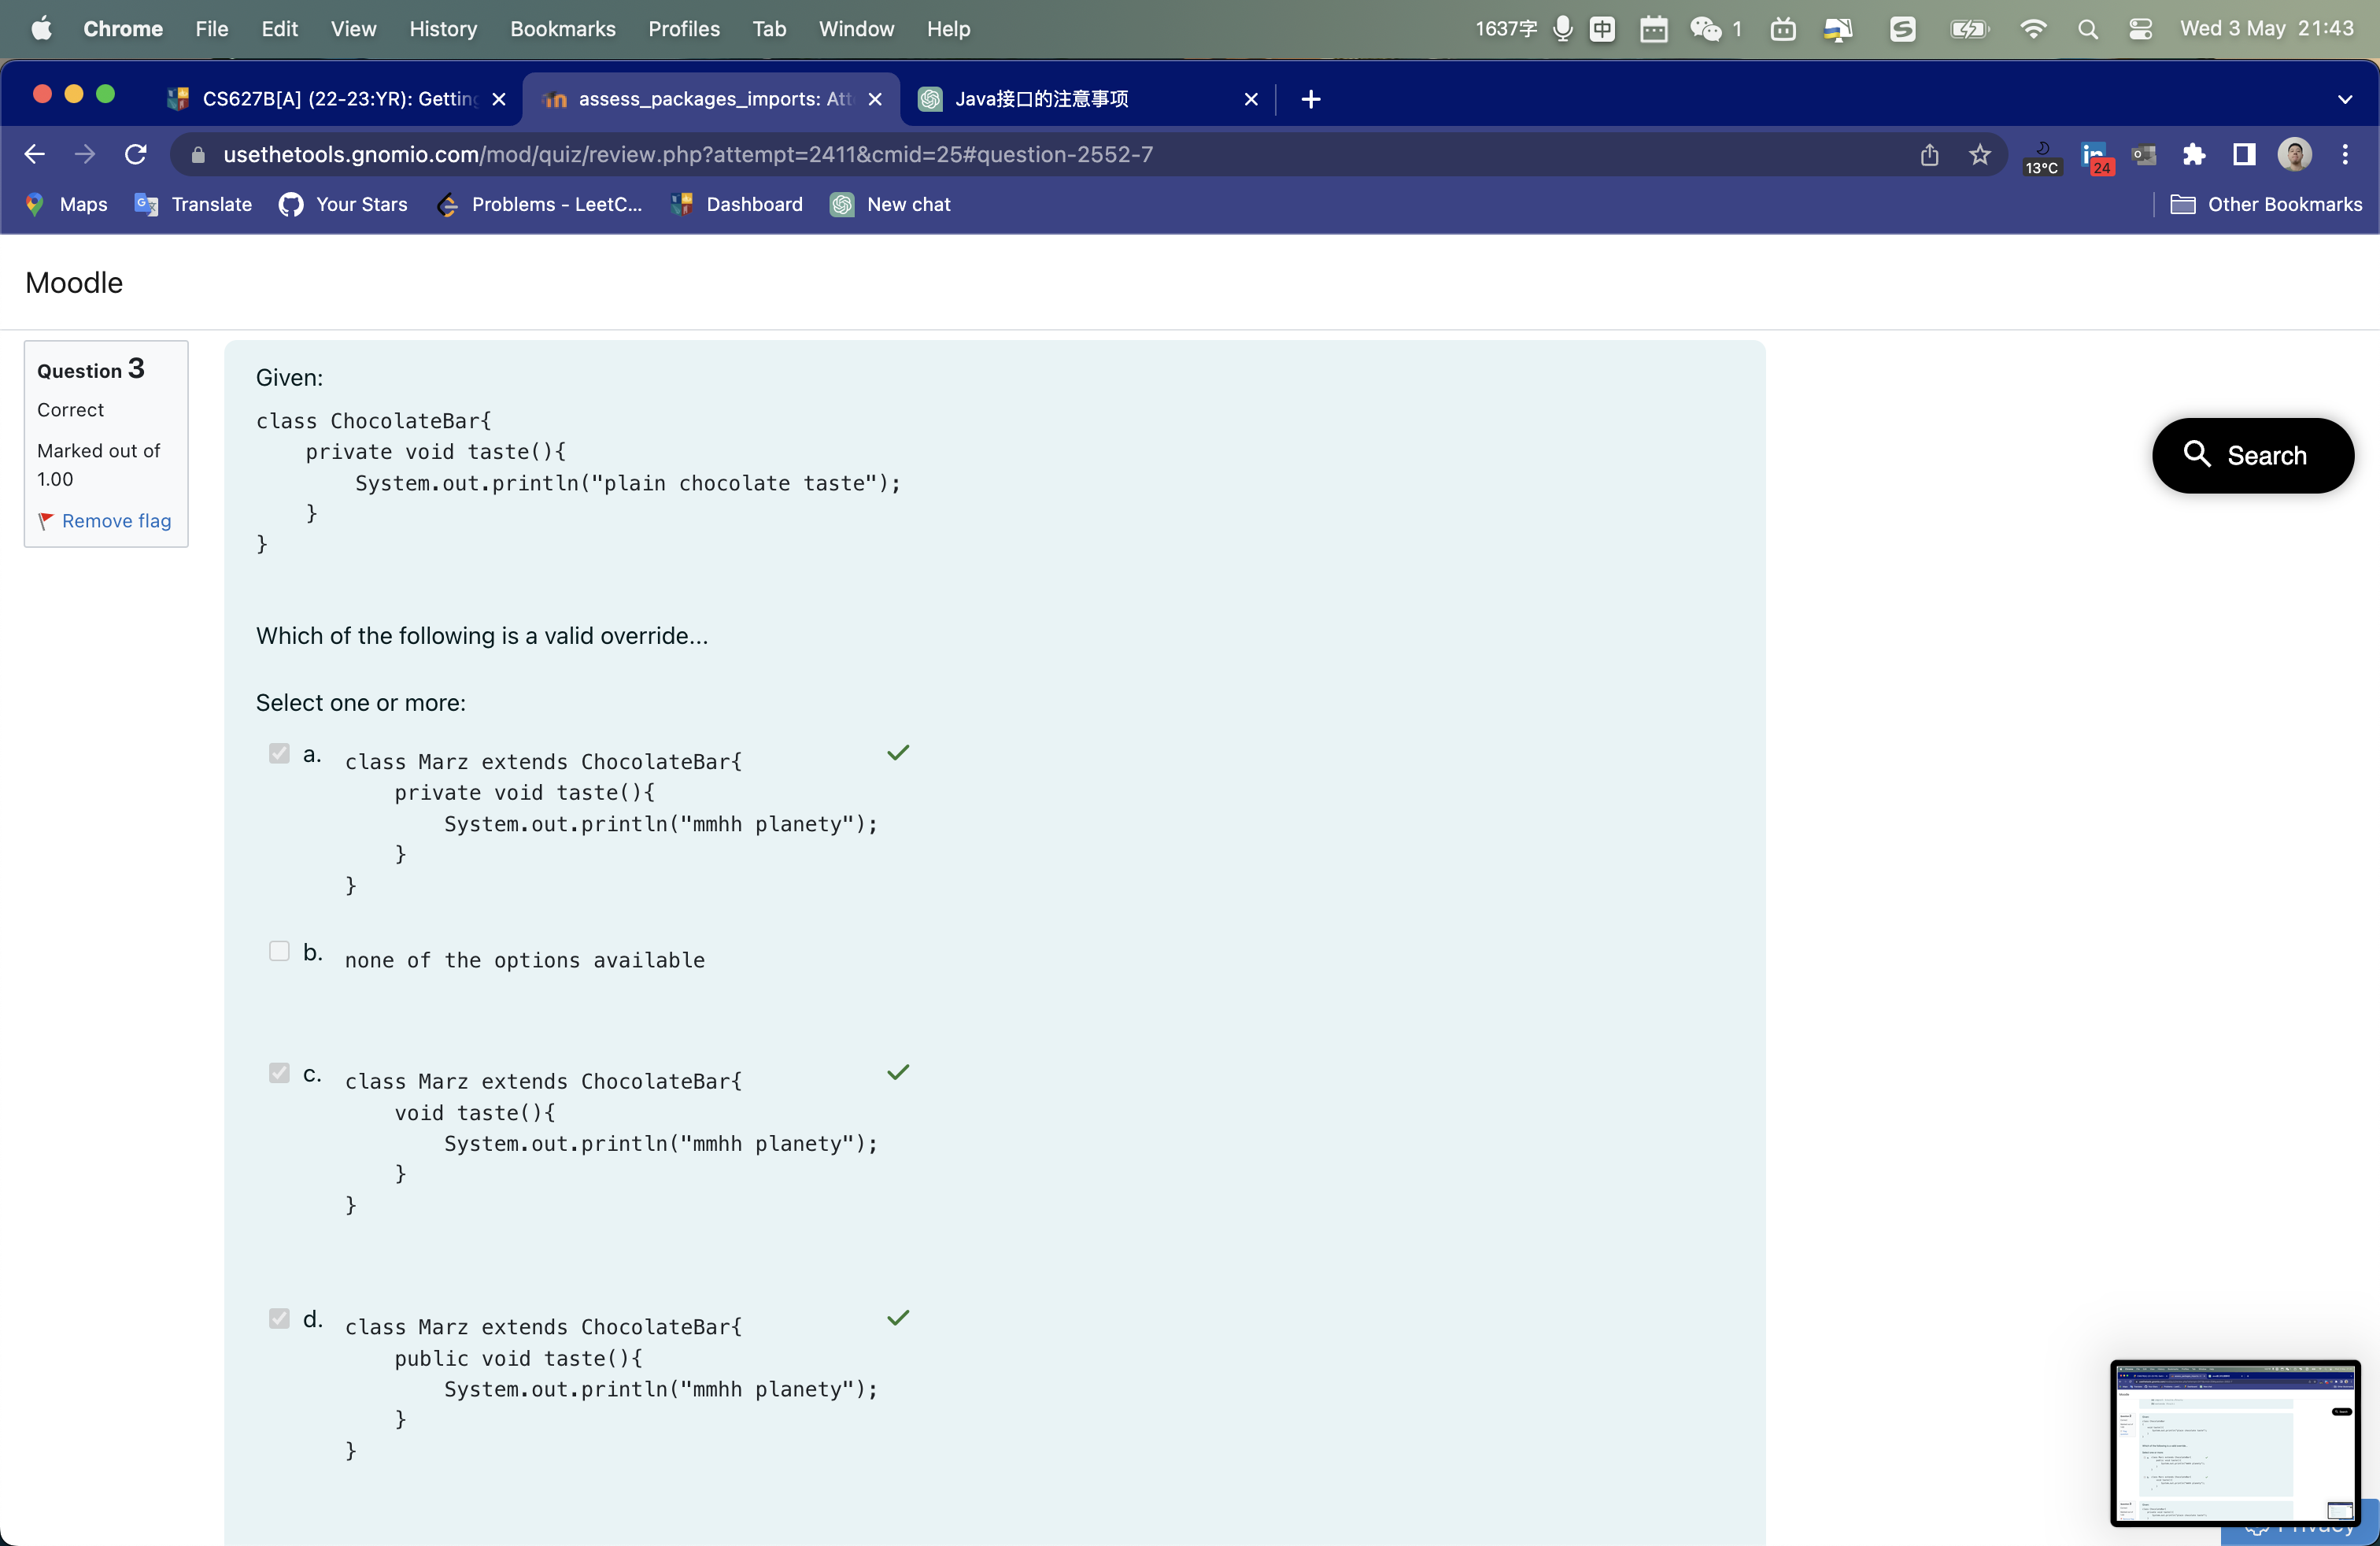 Chrome File Edit View History Bookmarks Profiles Tab Window Help 1637字 中 1 Wed 3 May 21:43
CS627B[A] (22-23:YR): Getting assess_packages_imports: Att Java接口的注意事项
usethetools.gnomio.com/mod/quiz/review.php?attempt=2411&cmid=25#question-2552-7 13°C 24
Maps Translate Your Stars Problems - LeetC... Dashboard New chat Other Bookmarks
Moodle
Question 3
Correct
Marked out of
1.00
Remove flag
Given:
class ChocolateBar{
    private void taste(){
        System.out.println("plain chocolate taste");
    }
}
Search
Which of the following is a valid override...
Select one or more:
a. class Marz extends ChocolateBar{
    private void taste(){
        System.out.println("mmhh planety");
    }
}
b. none of the options available
c. class Marz extends ChocolateBar{
    void taste(){
        System.out.println("mmhh planety");
    }
}
d. class Marz extends ChocolateBar{
    public void taste(){
        System.out.println("mmhh planety");
    }
}
Privacy